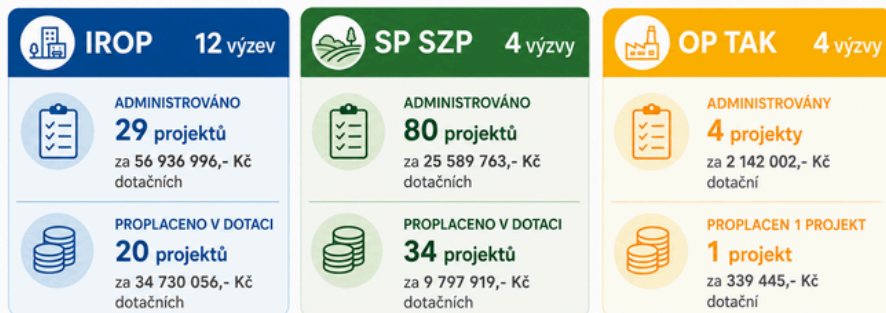 IROP 12 výzev
ADMINISTROVÁNO
29 projektů
za 56 936 996,- Kč
dotačních
PROPLACENO V DOTACI
20 projektů
za 34 730 056,- Kč
dotačních
SP SZP 4 výzvy
ADMINISTROVÁNO
80 projektů
za 25 589 763,- Kč
dotačních
PROPLACENO V DOTACI
34 projektů
za 9 797 919,- Kč
dotačních
OP TAK 4 výzvy
ADMINISTROVÁNY
4 projekty
za 2 142 002,- Kč
dotační
PROPLACEN 1 PROJEKT
1 projekt
za 339 445,- Kč
dotační